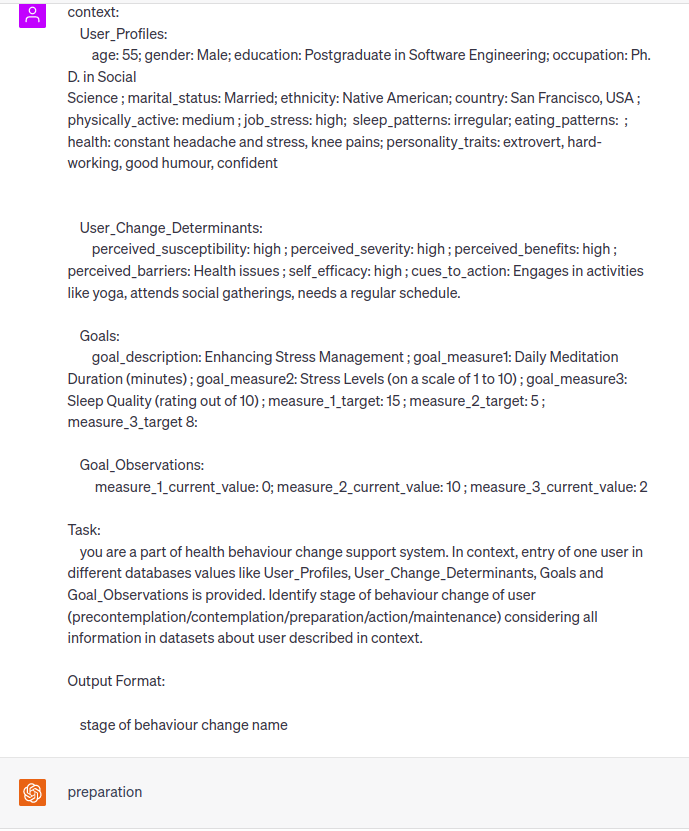 context:
User_Profiles:
age: 55; gender: Male; education: Postgraduate in Software Engineering; occupation: Ph.
D. in Social
Science ; marital_status: Married; ethnicity: Native American; country: San Francisco, USA ;
physically_active: medium ; job_stress: high;  sleep_patterns: irregular; eating_patterns:  ;
health: constant headache and stress, knee pains; personality_traits: extrovert, hard-
working, good humour, confident
User_Change_Determinants:
perceived_susceptibility: high ; perceived_severity: high ; perceived_benefits: high ;
perceived_barriers: Health issues ; self_efficacy: high ; cues_to_action: Engages in activities
like yoga, attends social gatherings, needs a regular schedule.
Goals:
goal_description: Enhancing Stress Management ; goal_measure1: Daily Meditation
Duration (minutes) ; goal_measure2: Stress Levels (on a scale of 1 to 10) ; goal_measure3:
Sleep Quality (rating out of 10) ; measure_1_target: 15 ; measure_2_target: 5 ;
measure_3_target 8:
Goal_Observations:
measure_1_current_value: 0; measure_2_current_value: 10 ; measure_3_current_value: 2
Task:
you are a part of health behaviour change support system. In context, entry of one user in
different databases values like User_Profiles, User_Change_Determinants, Goals and
Goal_Observations is provided. Identify stage of behaviour change of user
(precontemplation/contemplation/preparation/action/maintenance) considering all
information in datasets about user described in context.
Output Format:
stage of behaviour change name
preparation